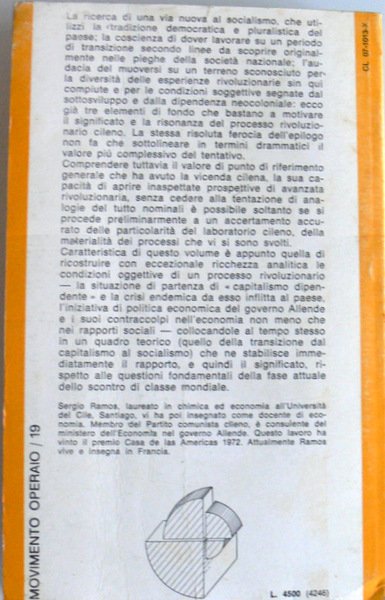 La ricerca di una via nuova al socialismo, che uti-
lizzi la tradizione democratica e pluralistica del
paese; la coscienza di dover lavorare su un periodo
di transizione secondo linee da scoprire original-
mente nelle pieghe della società nazionale; l'au-
dacia del muoversi su un terreno sconosciuto per
la diversità delle esperienze rivoluzionarie sin qui
compiute e per le condizioni soggettive segnate dal
sottosviluppo e dalla dipendenza neocoloniale: ecco
già tre elementi di fondo che bastano a motivare
il significato e la risonanza del processo rivoluzio-
nario cileno. La stessa risoluta ferocia dell'epilogo
non fa che sottolineare in termini drammatici il
valore più complessivo del tentativo.
Comprendere tuttavia il valore di punto di riferimento
generale che ha avuto la vicenda cilena, la sua ca-
pacità di aprire inaspettate prospettive di avanzata
rivoluzionaria, senza cedere alla tentazione di ana-
logie del tutto nominali è possibile soltanto se si
procede preliminarmente a un accertamento accu-
rato delle particolarità del laboratorio cileno, della
materialità dei processi che vi si sono svolti.
Caratteristica di questo volume è appunto quella di
ricostruire con eccezionale ricchezza analitica le
condizioni oggettive di un processo rivoluzionario
— la situazione di partenza di « capitalismo dipen-
dente » e la crisi endemica da esso inflitta al paese,
l'iniziativa di politica economica del governo Allende
e i suoi contraccolpi nell'economia non meno che
nei rapporti sociali — collocandole al tempo stesso
in un quadro teorico (quello della transizione dal
capitalismo al socialismo) che ne stabilisce imme-
diatamente il rapporto, e quindi il significato, ri-
spetto alle questioni fondamentali della fase attuale
dello scontro di classe mondiale.
Sergio Ramos, laureato in chimica ed economia all'Università
del Cile, Santiago, vi ha poi insegnato come docente di eco-
nomia. Membro del Partito comunista cileno, è consulente del
ministero dell'Economia nel governo Allende. Questo lavoro ha
vinto il premio Casa de las Americas 1972. Attualmente Ramos
vive e insegna in Francia.
L. 4500 (4245)
MOVIMENTO OPERAIO / 19
CL 07-1013-X